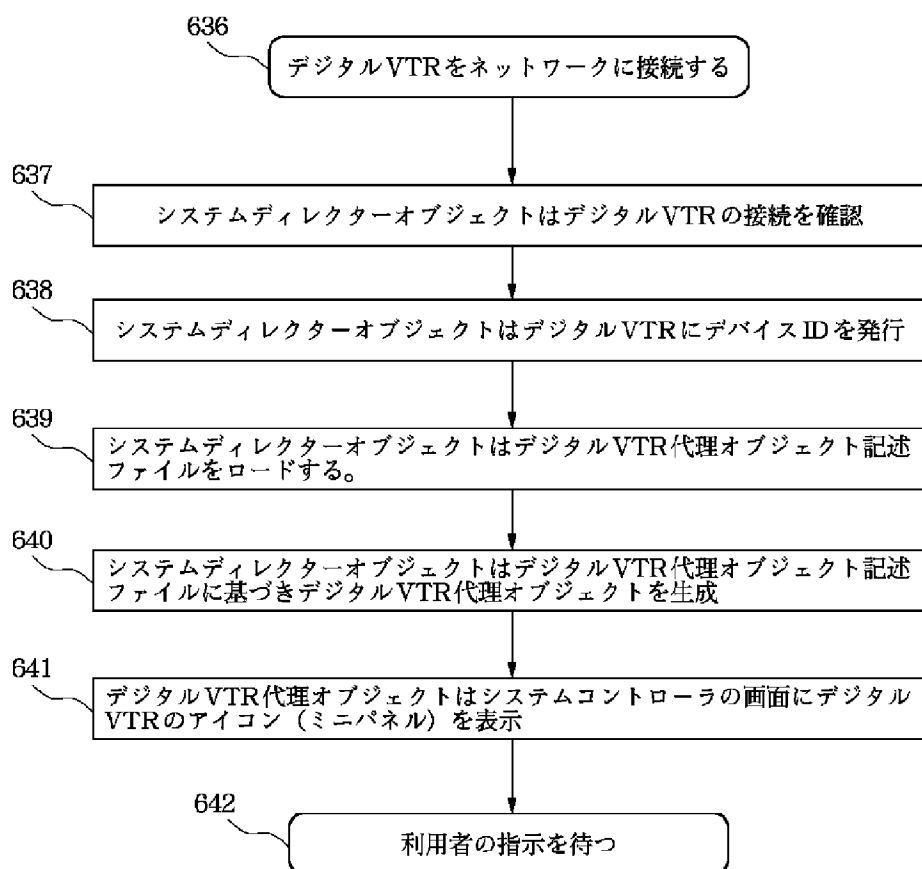 636
デジタルVTRをネットワークに接続する
637
システムディレクターオブジェクトはデジタルVTRの接続を確認
638
システムディレクターオブジェクトはデジタルVTRにデバイスIDを発行
639
システムディレクターオブジェクトはデジタルVTR代理オブジェクト記述
ファイルをロードする。
640
システムディレクターオブジェクトはデジタルVTR代理オブジェクト記述
ファイルに基づきデジタルVTR代理オブジェクトを生成
641
デジタルVTR代理オブジェクトはシステムコントローラの画面にデジタル
VTRのアイコン（ミニパネル）を表示
642
利用者の指示を待つ